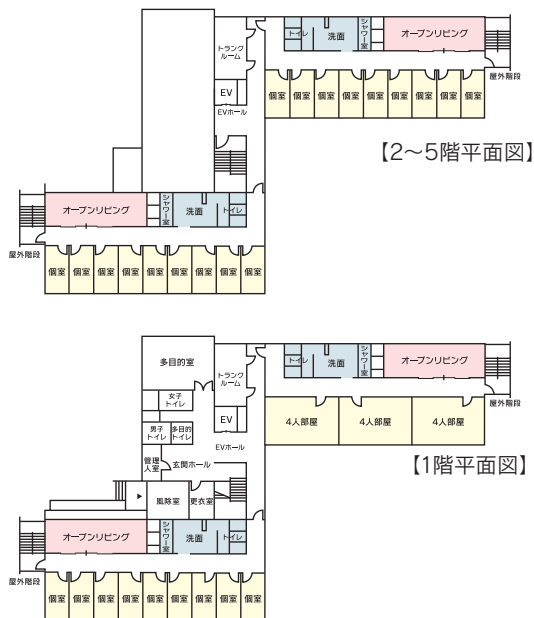 トランク
ルーム
トイレ
洗面
シャワー室
オープンリビング
屋外階段
EV
EVホール
個室 個室 個室 個室 個室 個室 個室 個室 個室
【2〜5階平面図】
オープンリビング
シャワー室
洗面
トイレ
屋外階段
個室 個室 個室 個室 個室 個室 個室 個室 個室
多目的室
トランク
ルーム
トイレ
洗面
シャワー室
オープンリビング
屋外階段
女子
トイレ
EV
4人部屋 4人部屋 4人部屋
男子
トイレ
多目的
トイレ
EVホール
管理
人室
玄関ホール
【1階平面図】
風除室
更衣室
オープンリビング
シャワー室
洗面
トイレ
屋外階段
個室 個室 個室 個室 個室 個室 個室 個室 個室